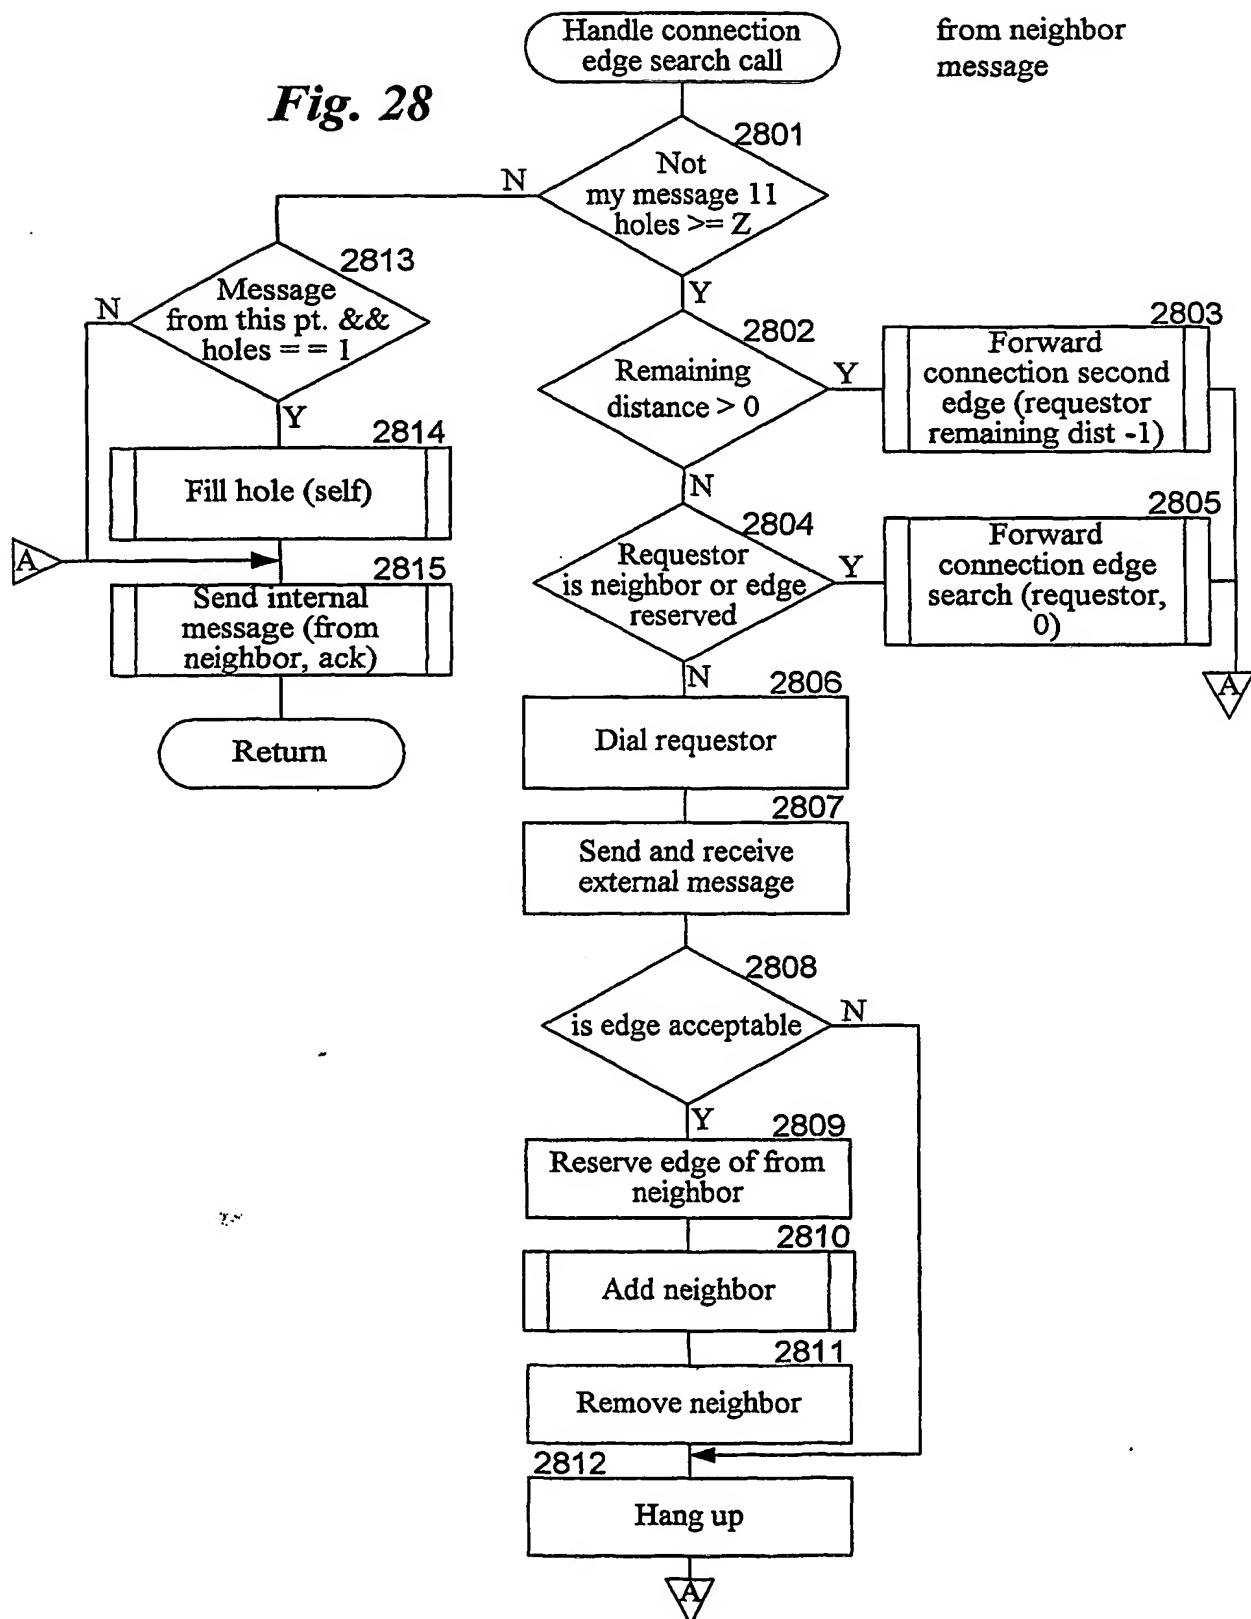 Handle connection
edge search call
from neighbor
message
Fig. 28
2801
Not
my message 11
holes >= Z
N
Y
2813
Message
from this pt. &&
holes = = 1
N
Y
2802
Remaining
distance > 0
Y
N
2803
Forward
connection second
edge (requestor
remaining dist -1)
2814
Fill hole (self)
2804
Requestor
is neighbor or edge
reserved
Y
N
2805
Forward
connection edge
search (requestor,
0)
A
2815
Send internal
message (from
neighbor, ack)
A
Return
2806
Dial requestor
2807
Send and receive
external message
2808
is edge acceptable
N
Y
2809
Reserve edge of from
neighbor
2810
Add neighbor
2811
Remove neighbor
2812
Hang up
A